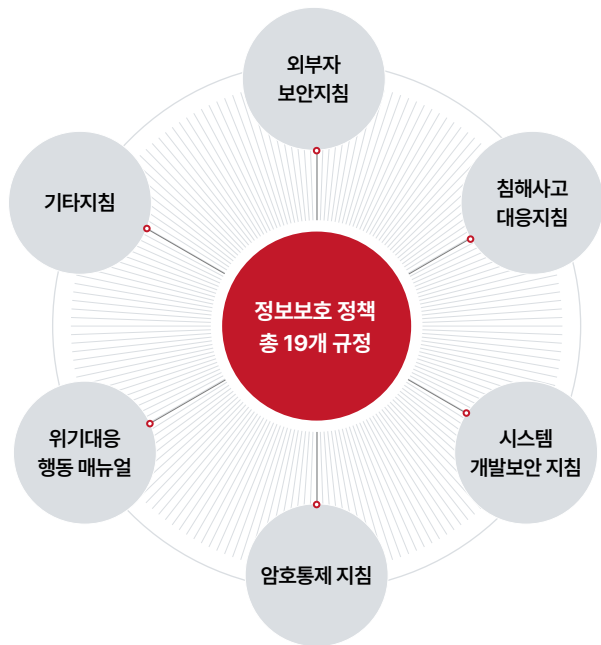 외부자
보안지침
침해사고
대응지침
기타지침
정보보호 정책
총 19개 규정
위기대응
행동 매뉴얼
시스템
개발보안 지침
암호통제 지침